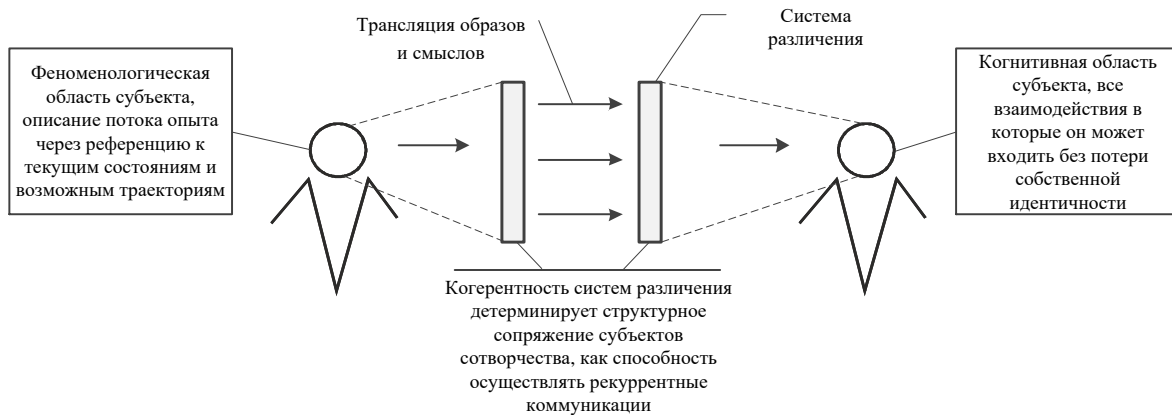 Трансляция образов
и смыслов
Система
различения
Феноменологическая
область субъекта,
описание потока опыта
через референцию к
текущим состояниям и
возможным траекториям
Когнитивная область
субъекта, все
взаимодействия в
которые он может
входить без потери
собственной
идентичности
Когерентность систем различения
детерминирует структурное
сопряжение субъектов
сотворчества, как способность
осуществлять рекуррентные
коммуникации